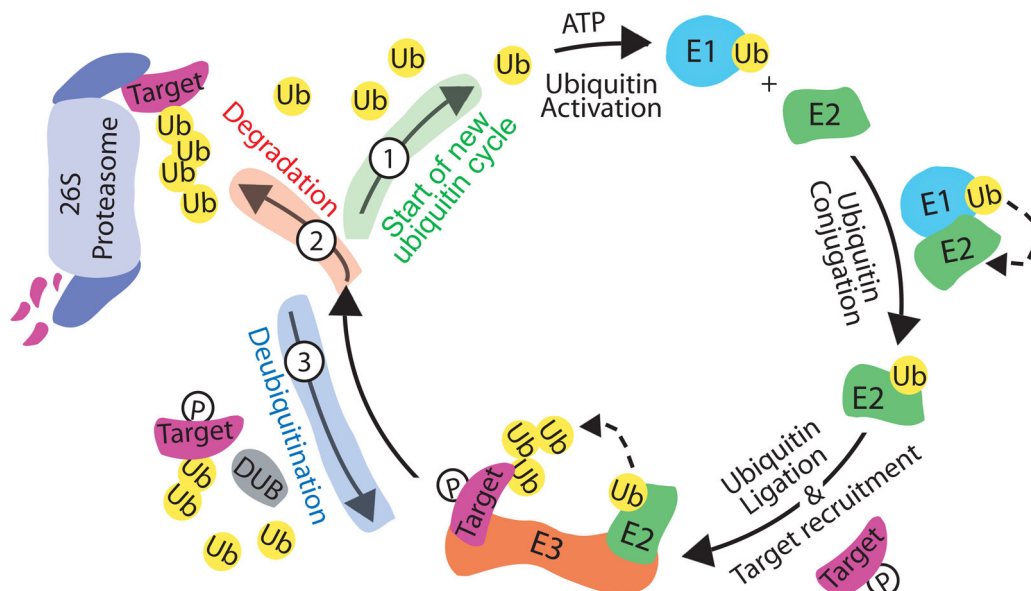 ATP
Ubiquitin
Activation
E1
Ub
+
E2
Ubiquitin
Conjugation
E1
Ub
E2
E2
Ub
Ubiquitin
Ligation
&
Target recruitment
Target
P
E3
E2
Ub
Target
P
Ub
Ub
Ub
1
Start of new
ubiquitin cycle
Ub
Ub
Ub
Ub
2
Degradation
26S
Proteasome
Target
Ub
Ub
Ub
Ub
3
Deubiquitination
P
Target
Ub
Ub
DUB
Ub
Ub